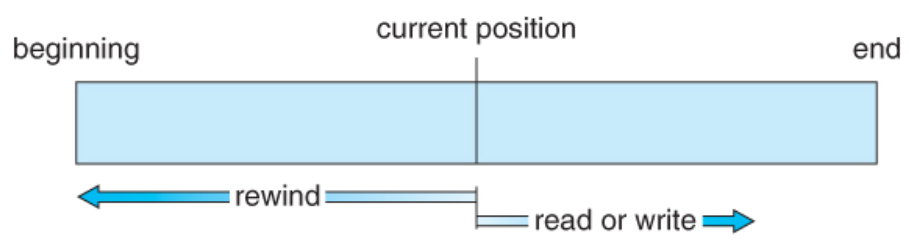 current position
beginning
end
rewind
read or write